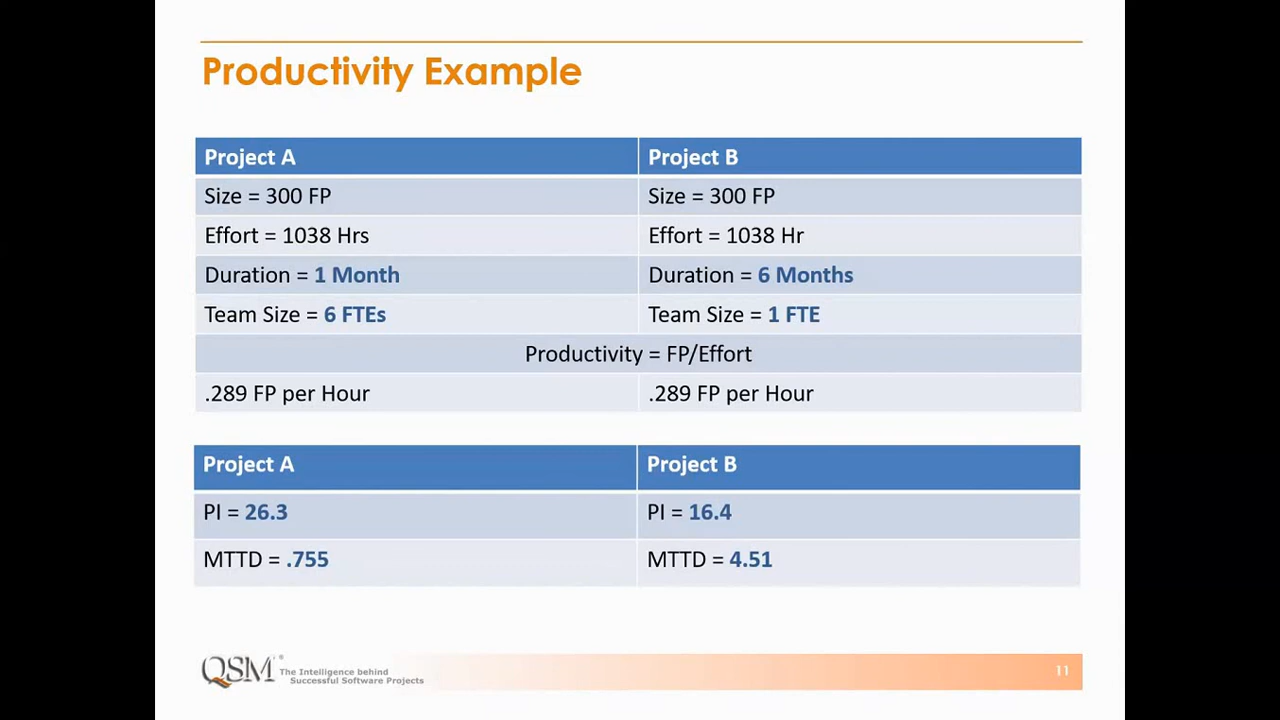 Productivity Example
Project A
Project B
Size = 300 FP
Size = 300 FP
Effort = 1038 Hrs
Effort = 1038 Hr
Duration = 1 Month
Duration = 6 Months
Team Size = 6 FTEs
Team Size = 1 FTE
Productivity = FP/Effort
.289 FP per Hour
.289 FP per Hour
Project A
Project B
PI = 26.3
PI = 16.4
MTTD = .755
MTTD = 4.51
QSM®
The Intelligence behind
Successful Software Projects
11